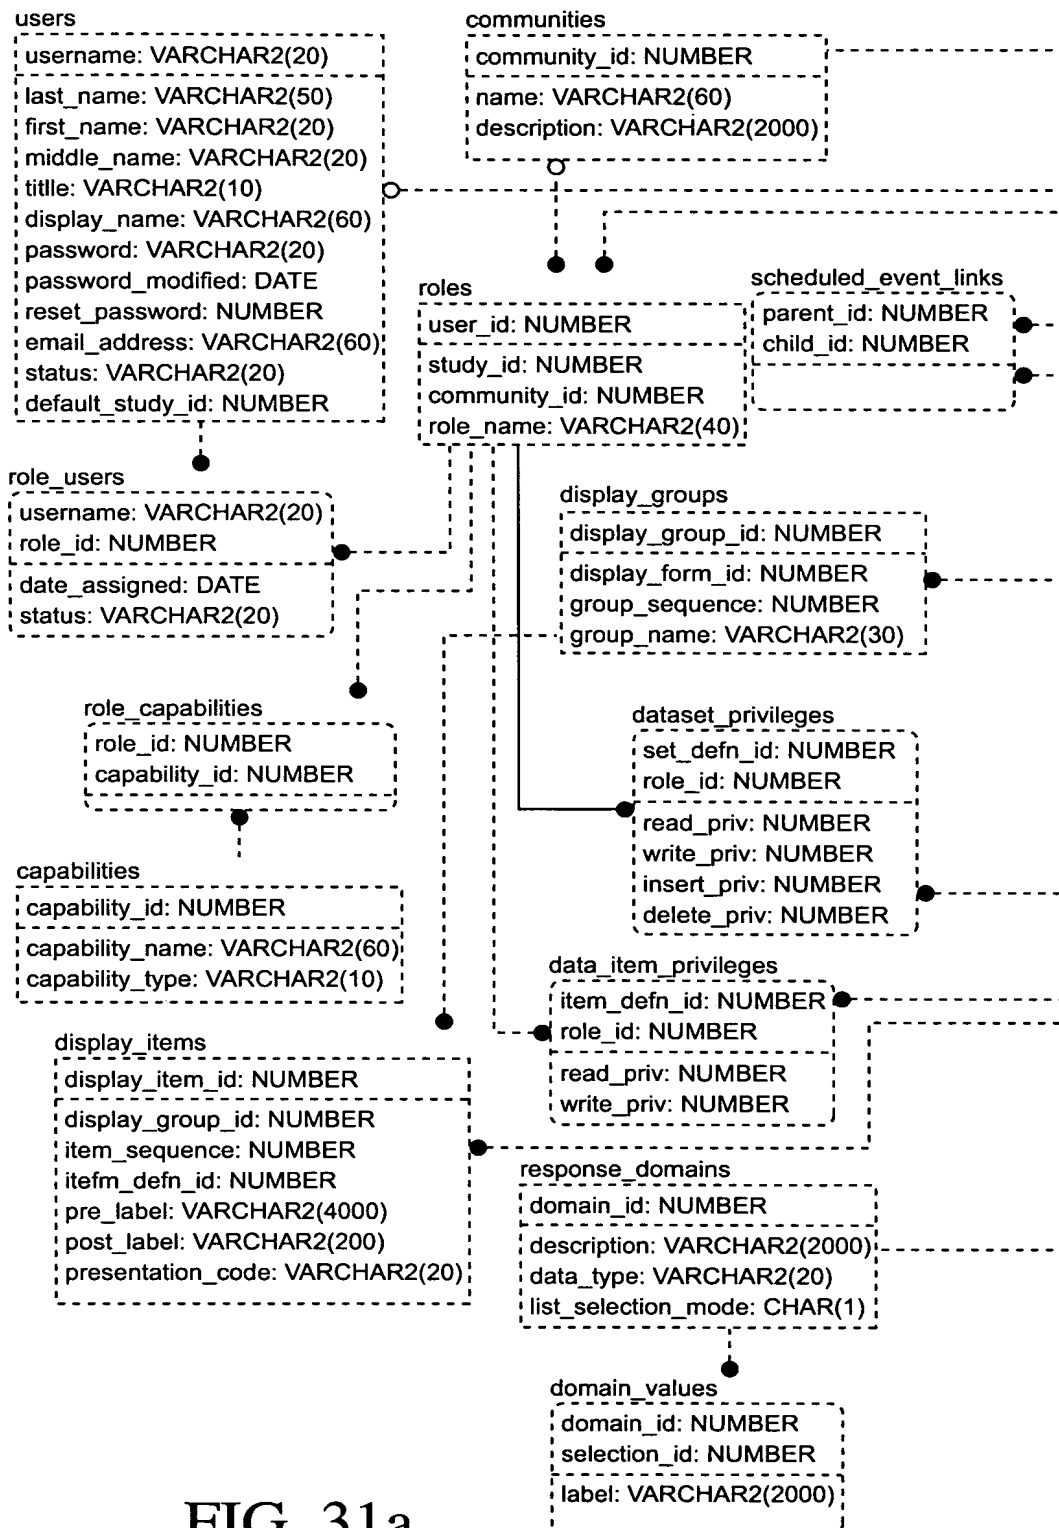 users
username: VARCHAR2(20)
last_name: VARCHAR2(50)
first_name: VARCHAR2(20)
middle_name: VARCHAR2(20)
titlle: VARCHAR2(10)
display_name: VARCHAR2(60)
password: VARCHAR2(20)
password_modified: DATE
reset_password: NUMBER
email_address: VARCHAR2(60)
status: VARCHAR2(20)
default_study_id: NUMBER
communities
community_id: NUMBER
name: VARCHAR2(60)
description: VARCHAR2(2000)
roles
user_id: NUMBER
study_id: NUMBER
community_id: NUMBER
role_name: VARCHAR2(40)
scheduled_event_links
parent_id: NUMBER
child_id: NUMBER
role_users
username: VARCHAR2(20)
role_id: NUMBER
date_assigned: DATE
status: VARCHAR2(20)
display_groups
display_group_id: NUMBER
display_form_id: NUMBER
group_sequence: NUMBER
group_name: VARCHAR2(30)
role_capabilities
role_id: NUMBER
capability_id: NUMBER
dataset_privileges
set_defn_id: NUMBER
role_id: NUMBER
read_priv: NUMBER
write_priv: NUMBER
insert_priv: NUMBER
delete_priv: NUMBER
capabilities
capability_id: NUMBER
capability_name: VARCHAR2(60)
capability_type: VARCHAR2(10)
data_item_privileges
item_defn_id: NUMBER
role_id: NUMBER
read_priv: NUMBER
write_priv: NUMBER
display_items
display_item_id: NUMBER
display_group_id: NUMBER
item_sequence: NUMBER
itefm_defn_id: NUMBER
pre_label: VARCHAR2(4000)
post_label: VARCHAR2(200)
presentation_code: VARCHAR2(20)
response_domains
domain_id: NUMBER
description: VARCHAR2(2000)
data_type: VARCHAR2(20)
list_selection_mode: CHAR(1)
domain_values
domain_id: NUMBER
selection_id: NUMBER
label: VARCHAR2(2000)
FIG. 31a